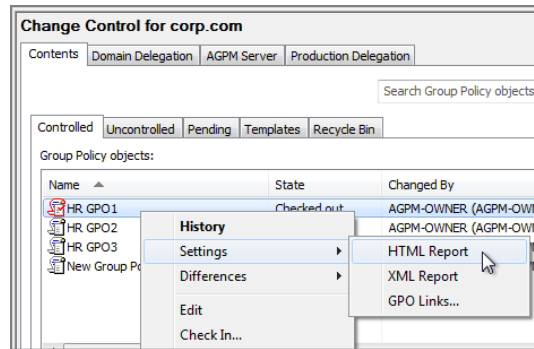 Change Control for corp.com
Contents Domain Delegation AGPM Server Production Delegation
Search Group Policy objects
Controlled Uncontrolled Pending Templates Recycle Bin
Group Policy objects:
Name State Changed By
HR GPO1 Checked out AGPM-OWNER (AGPM-OWN
HR GPO2 AGPM-OWNER (AGPM-OWN
HR GPO3
New Group Po
History
Settings
Differences
Edit
Check In...
HTML Report
XML Report
GPO Links...